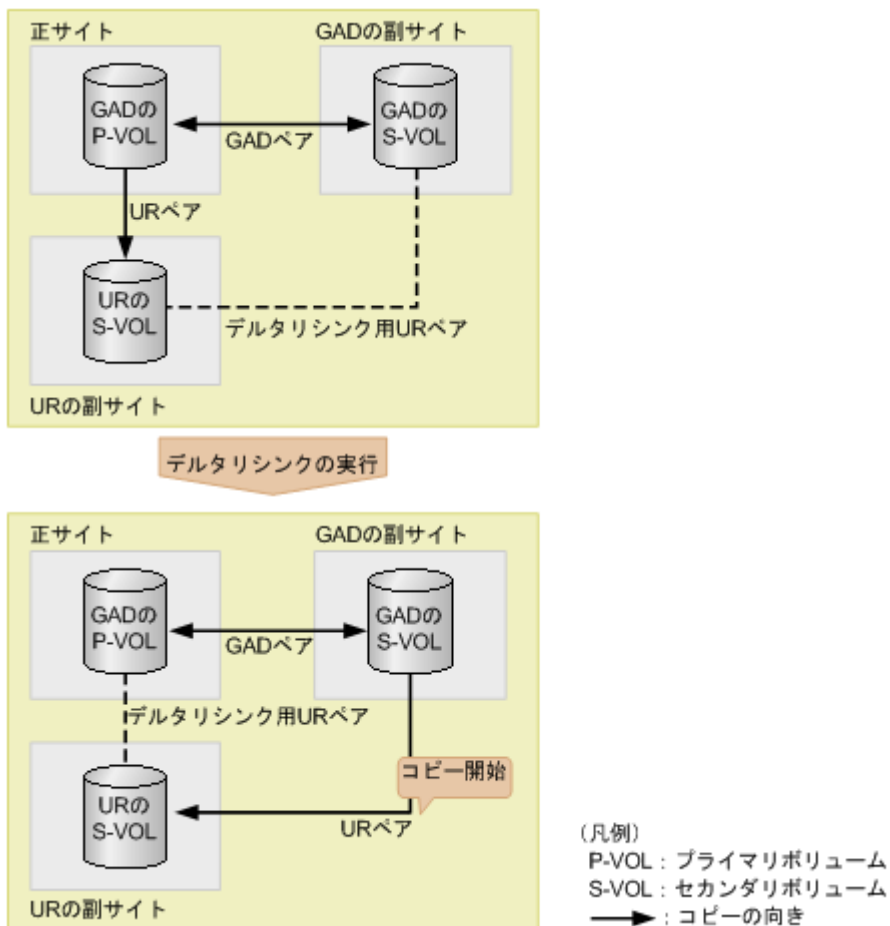 正サイト
GADの副サイト
GADの
P-VOL
GADの
S-VOL
GADペア
URペア
URの
S-VOL
デルタリシンク用URペア
URの副サイト
デルタリシンクの実行
正サイト
GADの副サイト
GADの
P-VOL
GADの
S-VOL
GADペア
デルタリシンク用URペア
コピー開始
URの
S-VOL
URペア
URの副サイト
（凡例）
P-VOL：プライマリボリューム
S-VOL：セカンダリボリューム
：コピーの向き